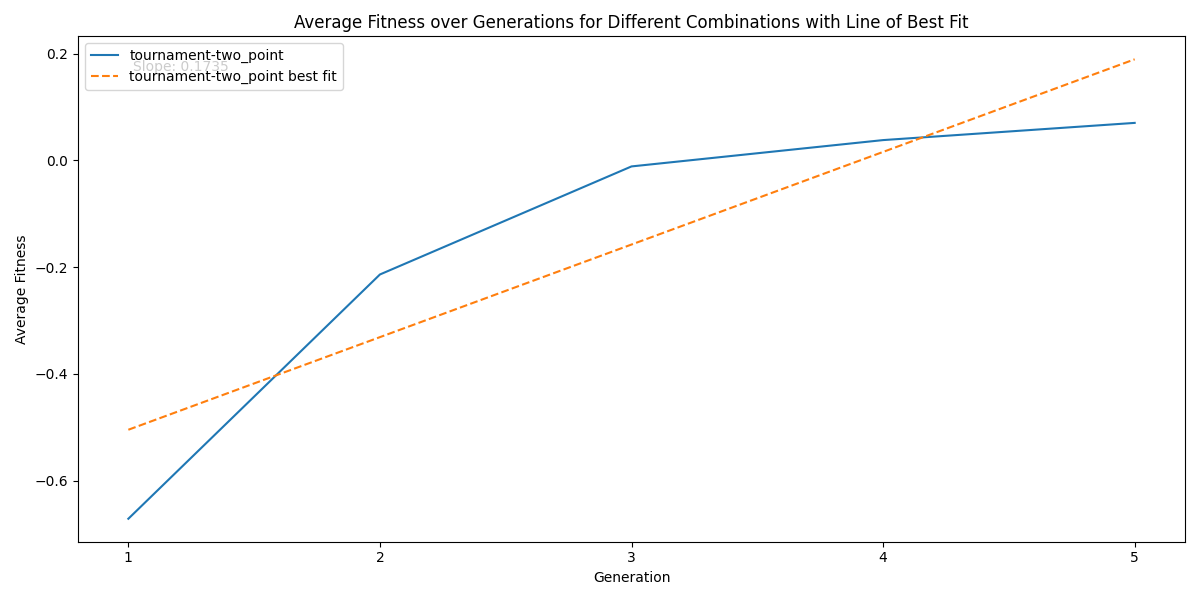 Average Fitness over Generations for Different Combinations with Line of Best Fit
tournament-two_point
Slope: 0.1735
tournament-two_point best fit
0.2
0.0
−0.2
−0.4
−0.6
Average Fitness
1 2 3 4 5
Generation